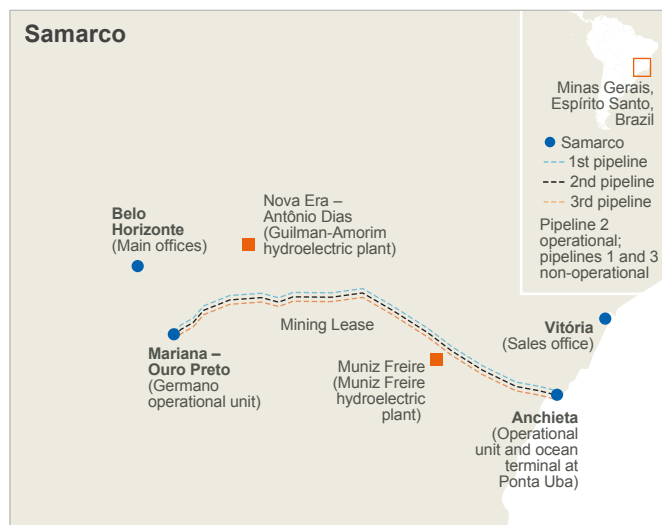 Samarco
Minas Gerais,
Espírito Santo,
Brazil
Samarco
1st pipeline
2nd pipeline
3rd pipeline
Pipeline 2
operational;
pipelines 1 and 3
non-operational
Nova Era –
Antônio Dias
(Guilman-Amorim
hydroelectric plant)
Belo
Horizonte
(Main offices)
Mining Lease
Vitória
(Sales office)
Mariana –
Ouro Preto
(Germano
operational unit)
Muniz Freire
(Muniz Freire
hydroelectric
plant)
Anchieta
(Operational
unit and ocean
terminal at
Ponta Uba)